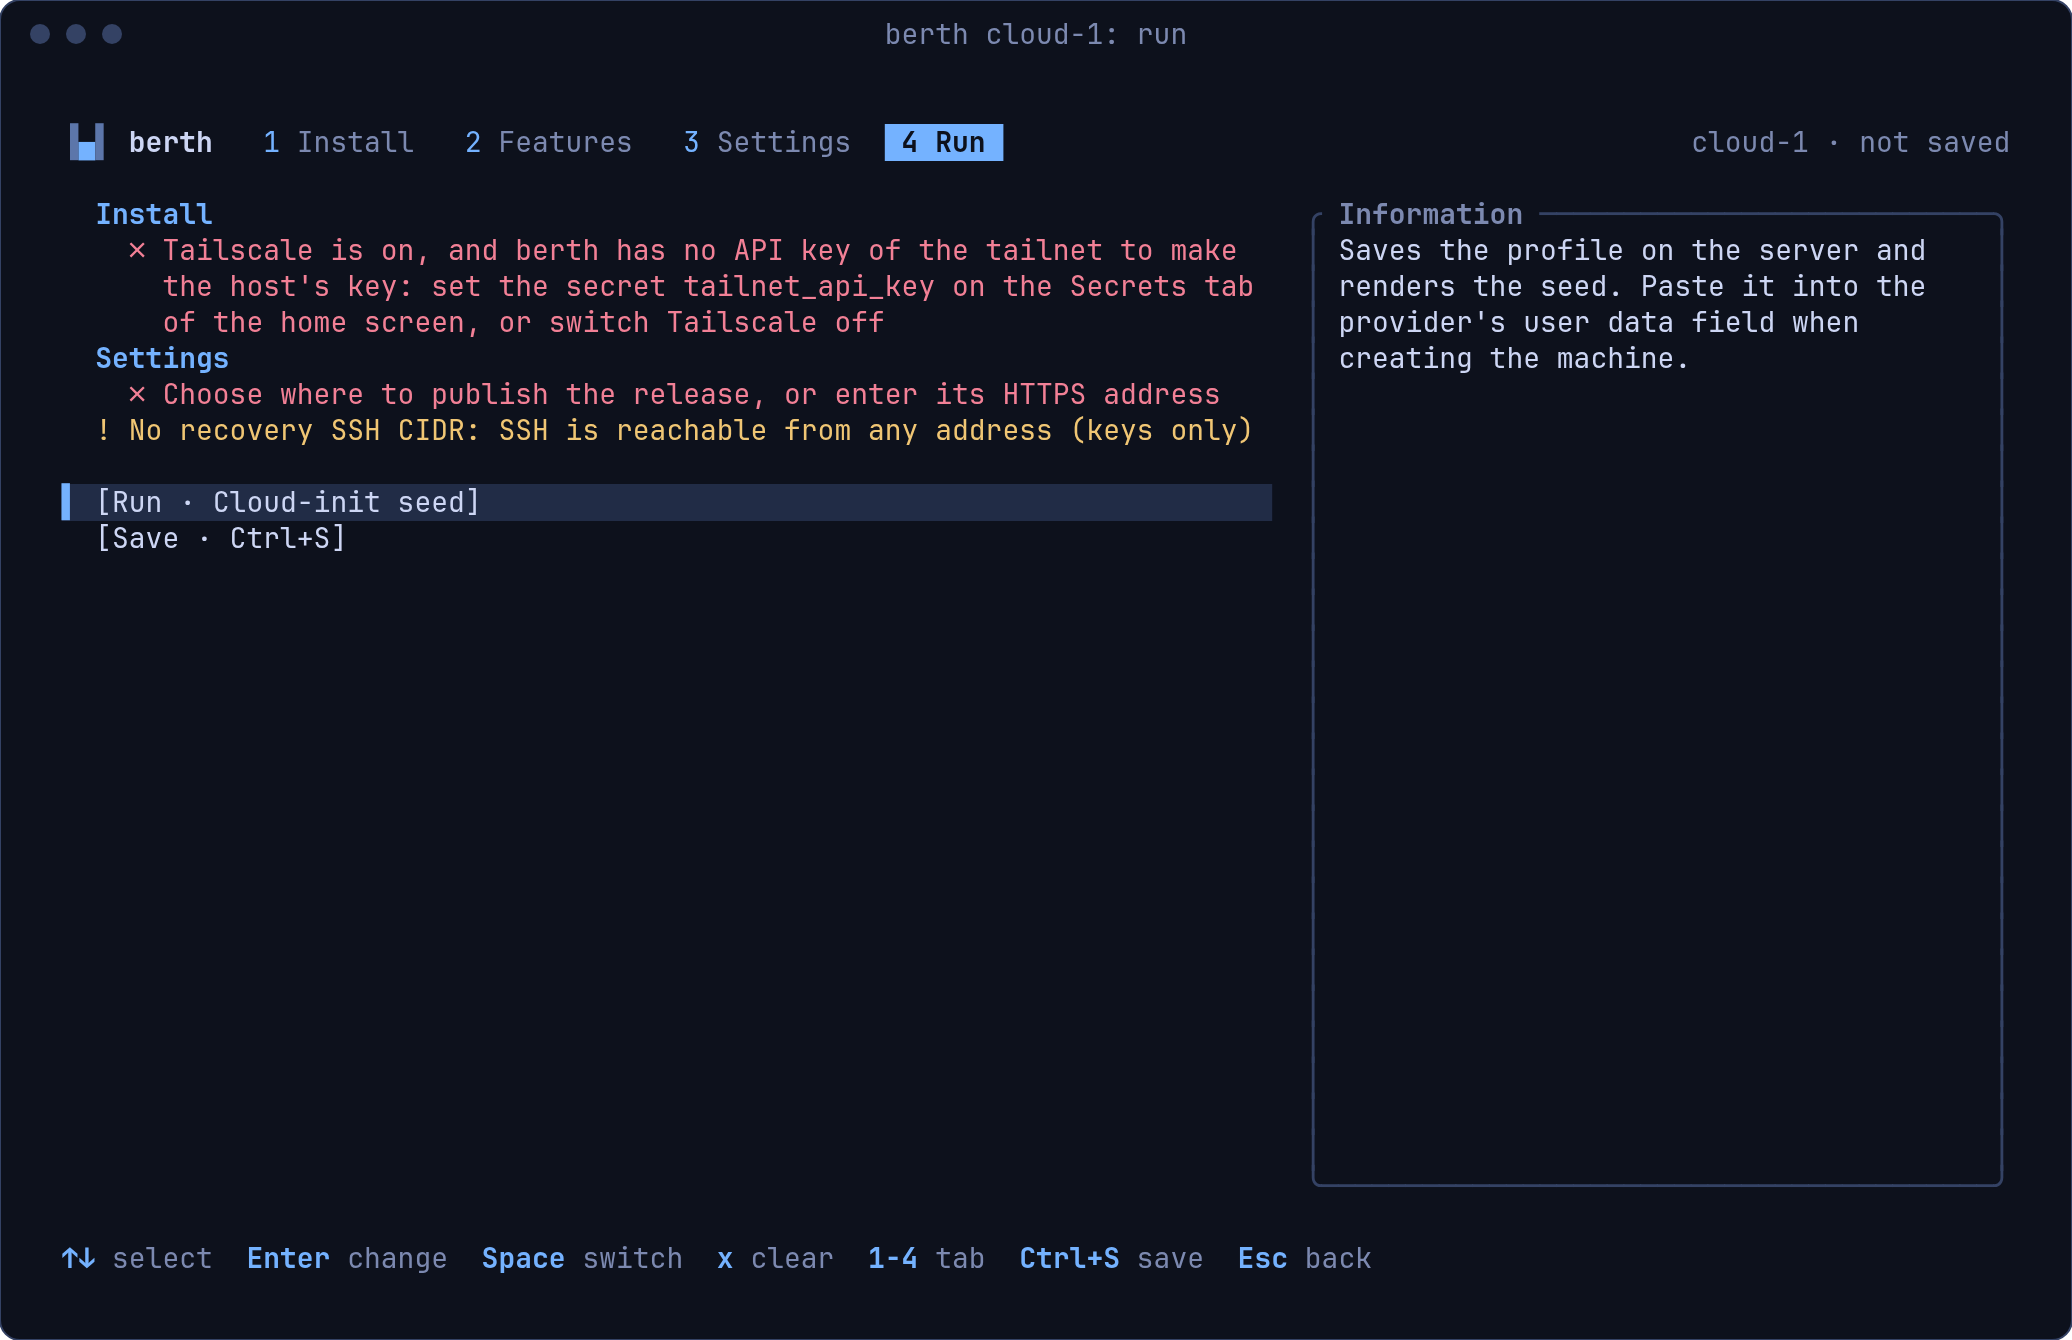 berth cloud-1: run
berth 1 Install 2 Features 3 Settings 4 Run cloud-1 · not saved
Install
× Tailscale is on, and berth has no API key of the tailnet to make
the host's key: set the secret tailnet_api_key on the Secrets tab
of the home screen, or switch Tailscale off
Settings
× Choose where to publish the release, or enter its HTTPS address
! No recovery SSH CIDR: SSH is reachable from any address (keys only)
[Run · Cloud-init seed]
[Save · Ctrl+S]
Information
Saves the profile on the server and
renders the seed. Paste it into the
provider's user data field when
creating the machine.
↑↓ select Enter change Space switch x clear 1-4 tab Ctrl+S save Esc back